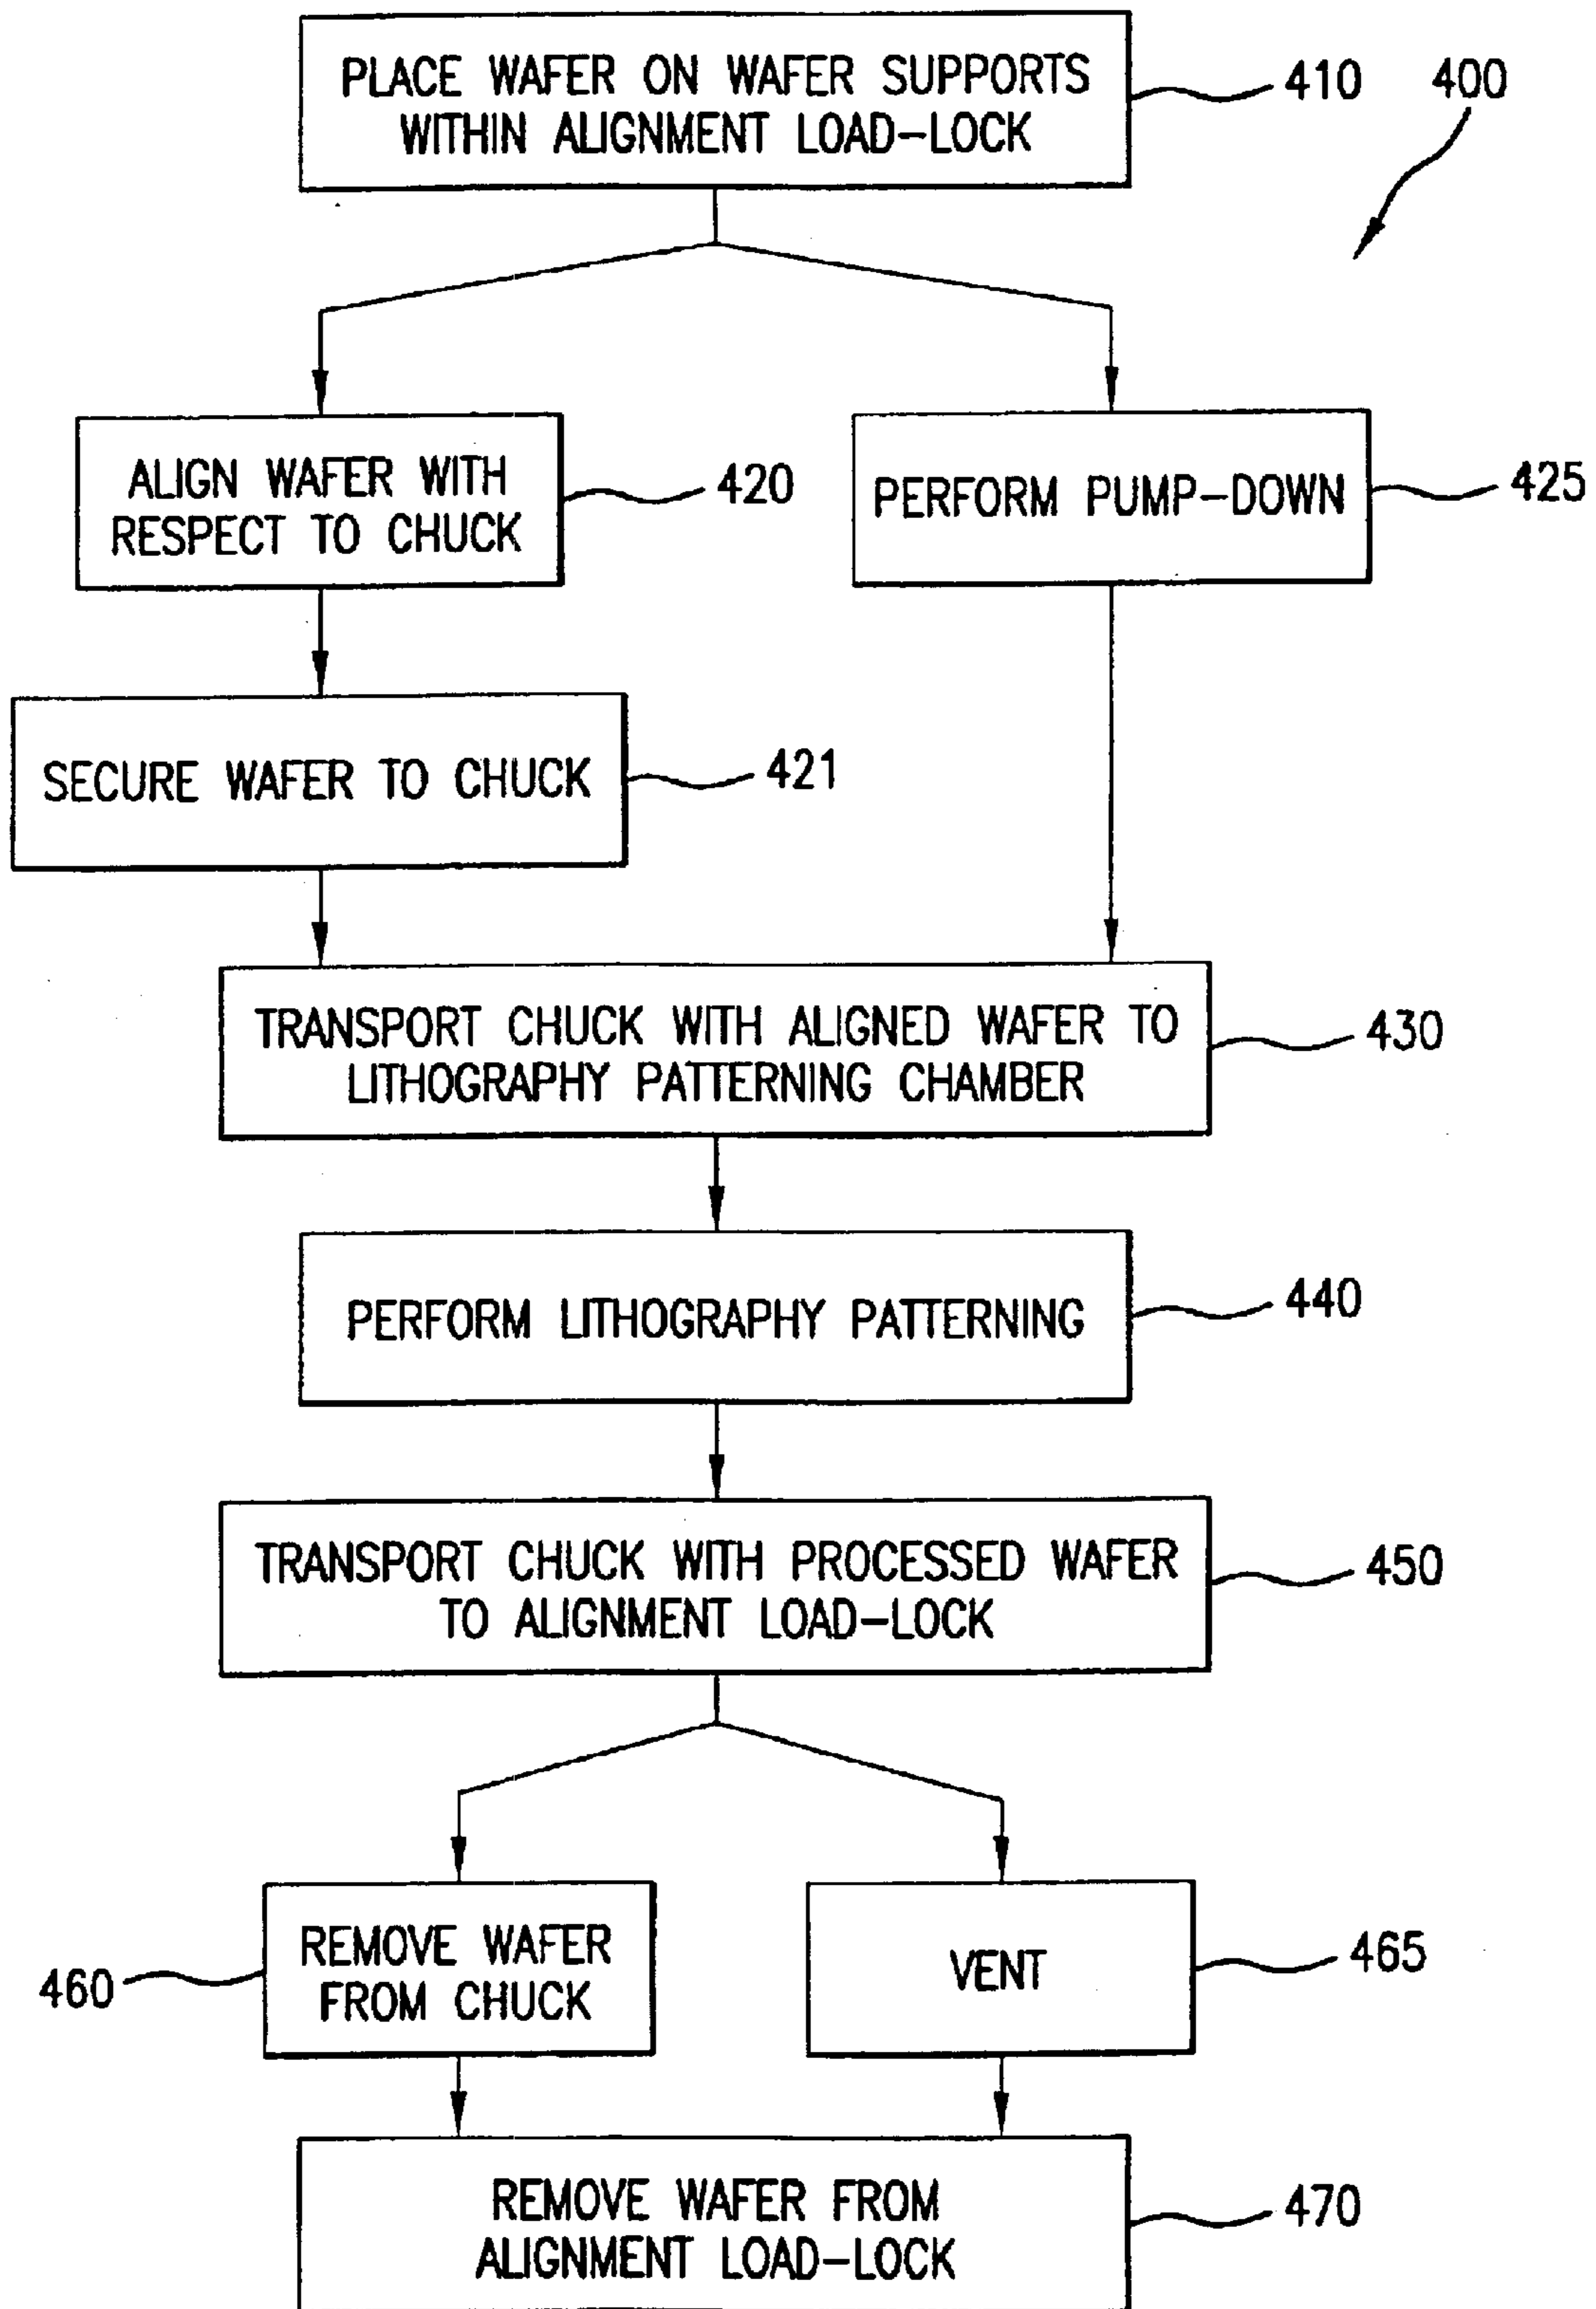 PLACE WAFER ON WAFER SUPPORTS
WITHIN ALIGNMENT LOAD-LOCK
410
400
ALIGN WAFER WITH
RESPECT TO CHUCK
420
PERFORM PUMP-DOWN
425
SECURE WAFER TO CHUCK
421
TRANSPORT CHUCK WITH ALIGNED WAFER TO
LITHOGRAPHY PATTERNING CHAMBER
430
PERFORM LITHOGRAPHY PATTERNING
440
TRANSPORT CHUCK WITH PROCESSED WAFER
TO ALIGNMENT LOAD-LOCK
450
REMOVE WAFER
FROM CHUCK
460
VENT
465
REMOVE WAFER FROM
ALIGNMENT LOAD-LOCK
470